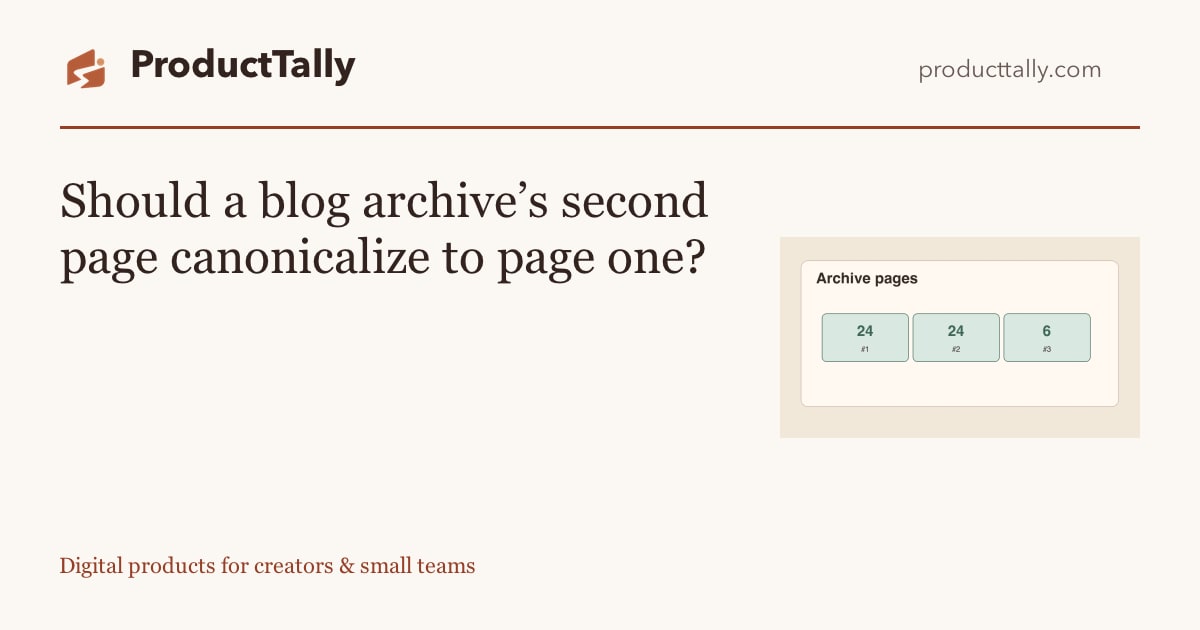 ProductTally
producttally.com
Should a blog archive’s second
page canonicalize to page one?
Archive pages
24
#1
24
#2
6
#3
Digital products for creators & small teams